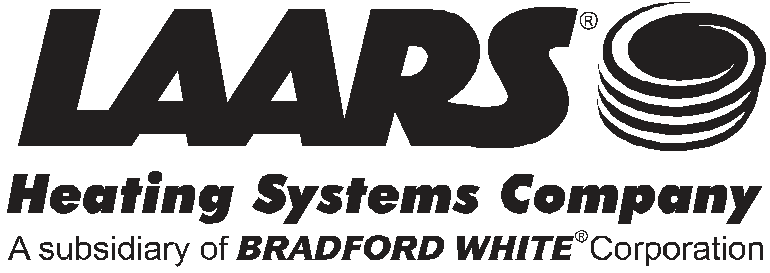 LAARS®
Heating Systems Company
A subsidiary of BRADFORD WHITE® Corporation